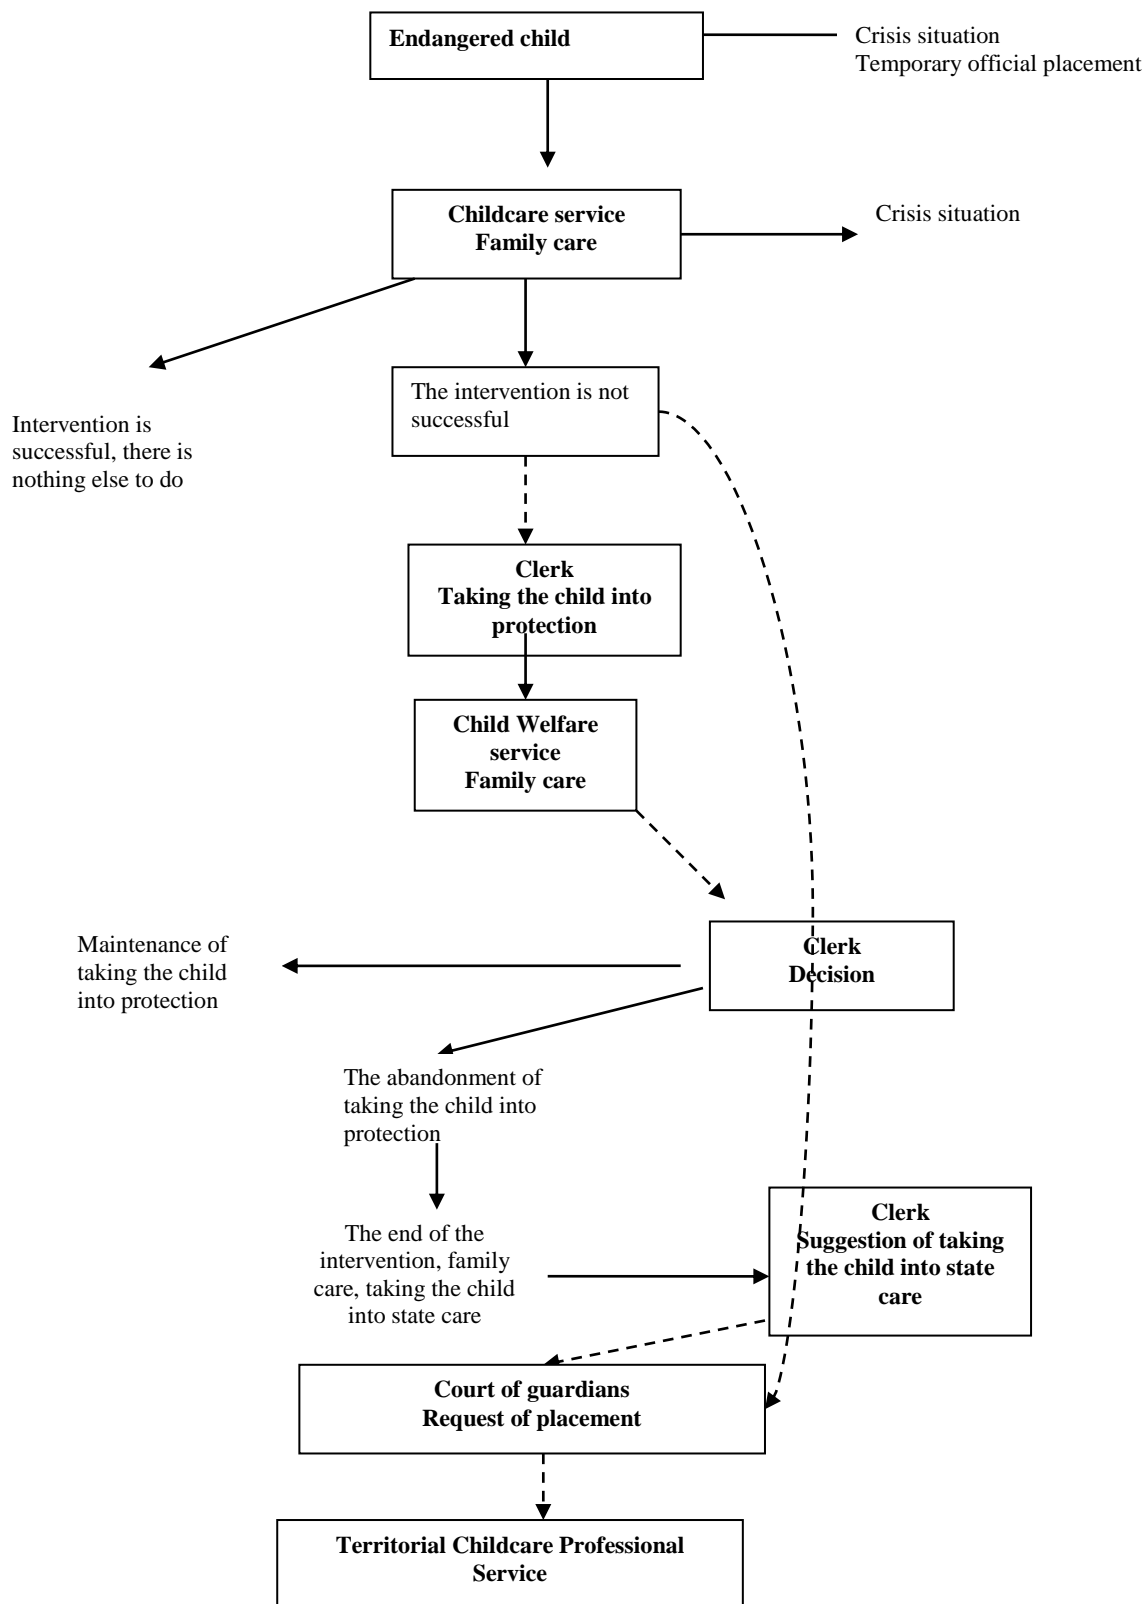 Endangered child
Crisis situation
Temporary official placement
Childcare service
Family care
Crisis situation
The intervention is not
successful
Intervention is
successful, there is
nothing else to do
Clerk
Taking the child into
protection
Child Welfare
service
Family care
Clerk
Decision
Maintenance of
taking the child
into protection
The abandonment of
taking the child into
protection
The end of the
intervention, family
care, taking the child
into state care
Clerk
Suggestion of taking
the child into state
care
Court of guardians
Request of placement
Territorial Childcare Professional
Service